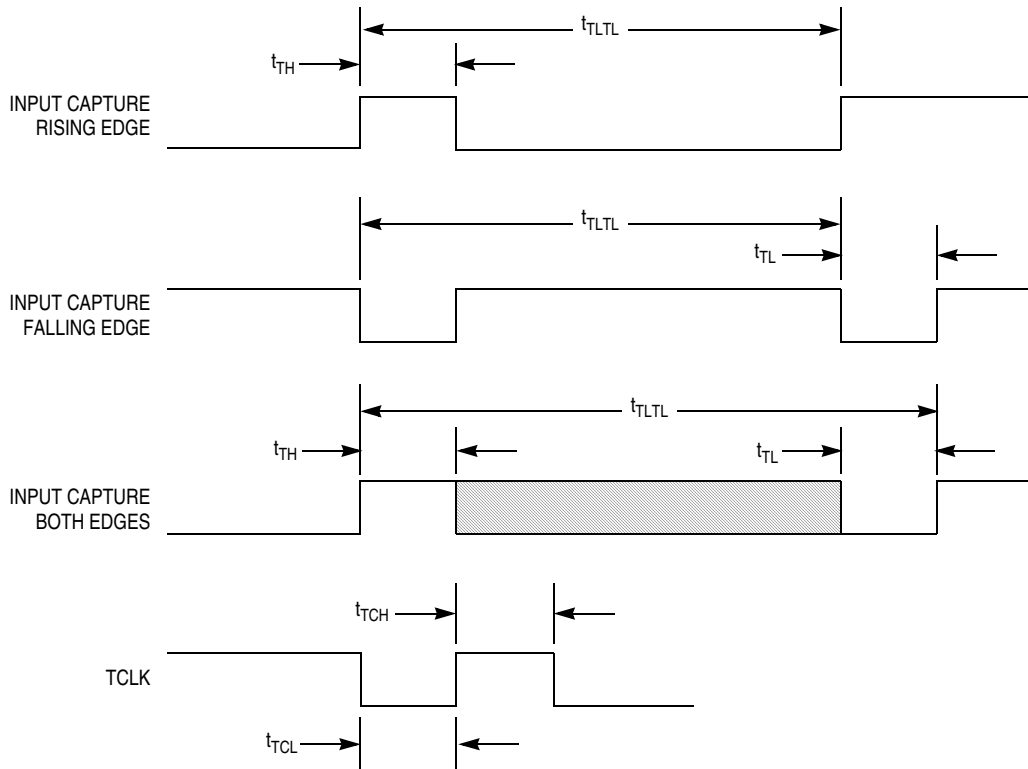 tTLTL
tTH
INPUT CAPTURE
RISING EDGE
tTLTL
tTL
INPUT CAPTURE
FALLING EDGE
tTLTL
tTH
tTL
INPUT CAPTURE
BOTH EDGES
tTCH
TCLK
tTCL